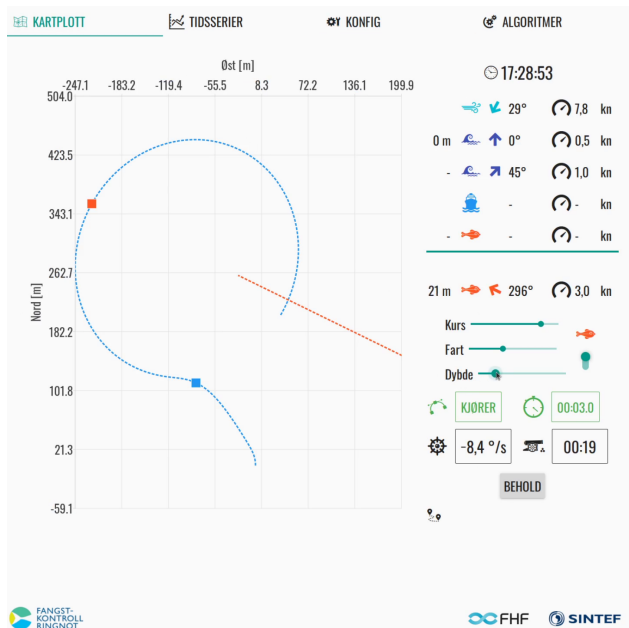 KARTPLOTT TIDSSERIER KONFIG ALGORITMER
Øst [m]
-247.1 -183.2 -119.4 -55.5 8.3 72.2 136.1 199.9
504.0
423.5
343.1
262.7
182.2
101.8
21.3
-59.1
Nord [m]
17:28:53
29° 7,8 kn
0 m 0° 0,5 kn
- 45° 1,0 kn
- - kn
- - - kn
21 m 296° 3,0 kn
Kurs
Fart
Dybde
KJØRER 00:03.0
-8,4 °/s 00:19
BEHOLD
FANGST-
KONTROLL
RINGNOT
FHF SINTEF